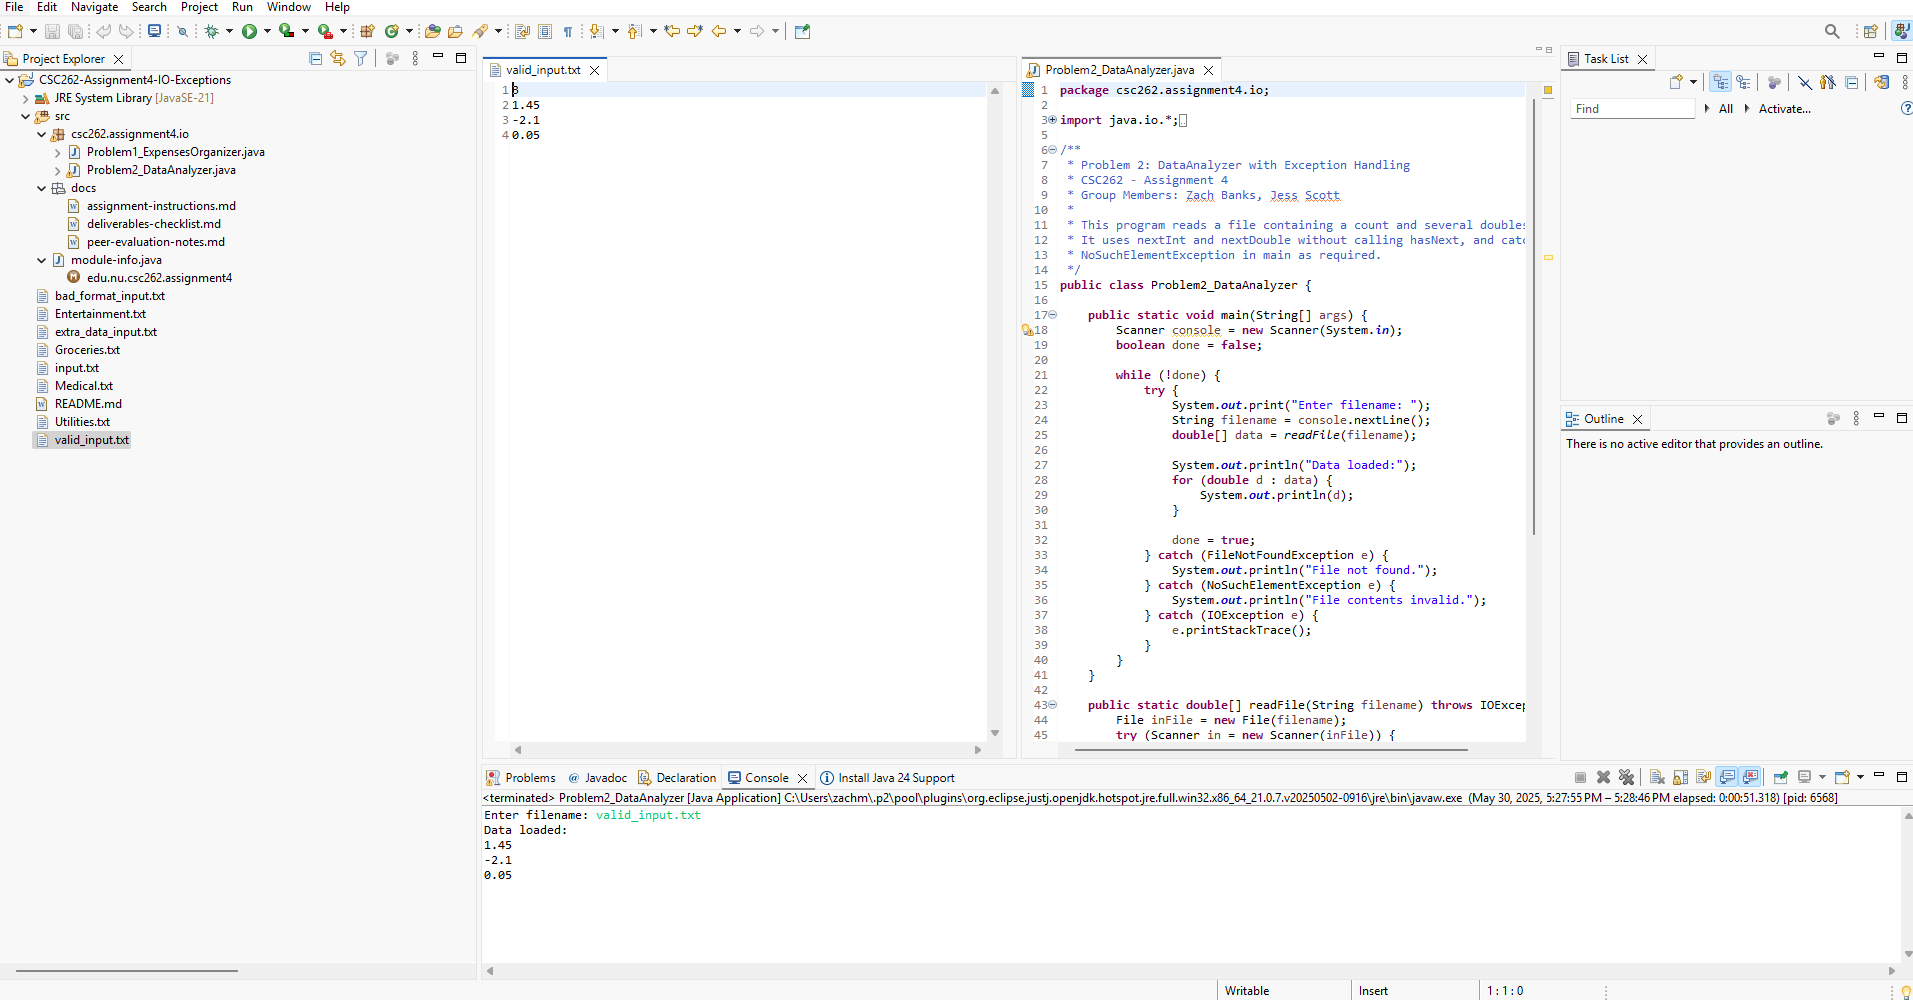 File Edit Navigate Search Project Run Window Help
Project Explorer
CSC262-Assignment4-IO-Exceptions
JRE System Library [JavaSE-21]
src
csc262.assignment4.io
Problem1_ExpensesOrganizer.java
Problem2_DataAnalyzer.java
docs
assignment-instructions.md
deliverables-checklist.md
peer-evaluation-notes.md
module-info.java
edu.nu.csc262.assignment4
bad_format_input.txt
Entertainment.txt
extra_data_input.txt
Groceries.txt
input.txt
Medical.txt
README.md
Utilities.txt
valid_input.txt
valid_input.txt
1 3
2 1.45
3 -2.1
4 0.05
Problem2_DataAnalyzer.java
1 package csc262.assignment4.io;
2
3 import java.io.*;
5
6 /**
7 * Problem 2: DataAnalyzer with Exception Handling
8 * CSC262 - Assignment 4
9 * Group Members: Zach Banks, Jess Scott
10 *
11 * This program reads a file containing a count and several doubles
12 * It uses nextInt and nextDouble without calling hasNext, and catc
13 * NoSuchElementException in main as required.
14 */
15 public class Problem2_DataAnalyzer {
16
17 public static void main(String[] args) {
18 Scanner console = new Scanner(System.in);
19 boolean done = false;
20
21 while (!done) {
22 try {
23 System.out.print("Enter filename: ");
24 String filename = console.nextLine();
25 double[] data = readFile(filename);
26
27 System.out.println("Data loaded:");
28 for (double d : data) {
29 System.out.println(d);
30 }
31
32 done = true;
33 } catch (FileNotFoundException e) {
34 System.out.println("File not found.");
35 } catch (NoSuchElementException e) {
36 System.out.println("File contents invalid.");
37 } catch (IOException e) {
38 e.printStackTrace();
39 }
40 }
41 }
42
43 public static double[] readFile(String filename) throws IOExcep
44 File inFile = new File(filename);
45 try (Scanner in = new Scanner(inFile)) {
Task List
Find All Activate...
Outline
There is no active editor that provides an outline.
Problems Javadoc Declaration Console Install Java 24 Support
<terminated> Problem2_DataAnalyzer [Java Application] C:\Users\zachm\.p2\pool\plugins\org.eclipse.justj.openjdk.hotspot.jre.full.win32.x86_64_21.0.7.v20250502-0916\jre\bin\javaw.exe (May 30, 2025, 5:27:55 PM – 5:28:46 PM elapsed: 0:00:51.318) [pid: 6568]
Enter filename: valid_input.txt
Data loaded:
1.45
-2.1
0.05
Writable Insert 1 : 1 : 0